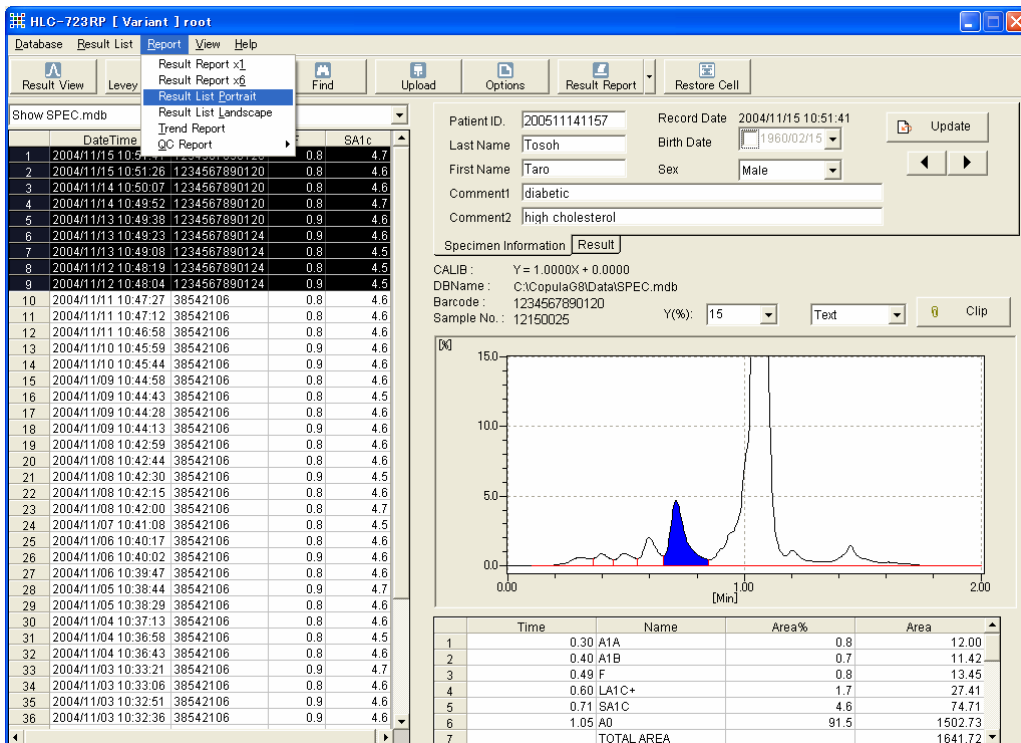 HLC-723RP [ Variant ] root
Database Result List Report View Help
Result View Levey Find Upload Options Result Report Restore Cell
Result Report x1
Result Report x6
Result List Portrait
Result List Landscape
Trend Report
QC Report
Show SPEC.mdb
DateTime F SA1c
1 2004/11/15 10:51:41 1234567890120 0.8 4.7
2 2004/11/15 10:51:26 1234567890120 0.8 4.6
3 2004/11/14 10:50:07 1234567890120 0.8 4.6
4 2004/11/14 10:49:52 1234567890120 0.8 4.7
5 2004/11/13 10:49:38 1234567890120 0.9 4.6
6 2004/11/13 10:49:23 1234567890124 0.9 4.6
7 2004/11/13 10:49:08 1234567890124 0.9 4.5
8 2004/11/12 10:48:19 1234567890124 0.9 4.5
9 2004/11/12 10:48:04 1234567890124 0.9 4.5
10 2004/11/11 10:47:27 38542106 0.8 4.6
11 2004/11/11 10:47:12 38542106 0.8 4.6
12 2004/11/11 10:46:58 38542106 0.9 4.6
13 2004/11/10 10:45:59 38542106 0.9 4.6
14 2004/11/10 10:45:44 38542106 0.9 4.6
15 2004/11/09 10:44:58 38542106 0.8 4.6
16 2004/11/09 10:44:43 38542106 0.8 4.5
17 2004/11/09 10:44:28 38542106 0.9 4.6
18 2004/11/09 10:44:13 38542106 0.9 4.6
19 2004/11/08 10:42:59 38542106 0.8 4.6
20 2004/11/08 10:42:44 38542106 0.8 4.6
21 2004/11/08 10:42:30 38542106 0.9 4.5
22 2004/11/08 10:42:15 38542106 0.8 4.6
23 2004/11/08 10:42:00 38542106 0.8 4.7
24 2004/11/07 10:41:08 38542106 0.8 4.5
25 2004/11/06 10:40:17 38542106 0.8 4.6
26 2004/11/06 10:40:02 38542106 0.9 4.6
27 2004/11/06 10:39:47 38542106 0.8 4.6
28 2004/11/05 10:38:44 38542106 0.9 4.7
29 2004/11/05 10:38:29 38542106 0.8 4.6
30 2004/11/04 10:37:13 38542106 0.8 4.6
31 2004/11/04 10:36:58 38542106 0.8 4.5
32 2004/11/04 10:36:43 38542106 0.8 4.6
33 2004/11/03 10:33:21 38542106 0.9 4.7
34 2004/11/03 10:33:06 38542106 0.8 4.6
35 2004/11/03 10:32:51 38542106 0.9 4.6
36 2004/11/03 10:32:36 38542106 0.9 4.6
Patient ID. 200511141157 Record Date 2004/11/15 10:51:41 Update
Last Name Tosoh Birth Date 1960/02/15
First Name Taro Sex Male
Comment1 diabetic
Comment2 high cholesterol
Specimen Information Result
CALIB : Y = 1.0000X + 0.0000
DBName : C:\CopulaG8\Data\SPEC.mdb
Barcode : 1234567890120
Sample No. : 12150025 Y(%): 15 Text Clip
[%]
15.0
10.0
5.0
0.0
0.00 1.00 2.00
[Min]
Time Name Area% Area
1 0.30 A1A 0.8 12.00
2 0.40 A1B 0.7 11.42
3 0.49 F 0.8 13.45
4 0.60 LA1C+ 1.7 27.41
5 0.71 SA1C 4.6 74.71
6 1.05 A0 91.5 1502.73
7 TOTAL AREA 1641.72